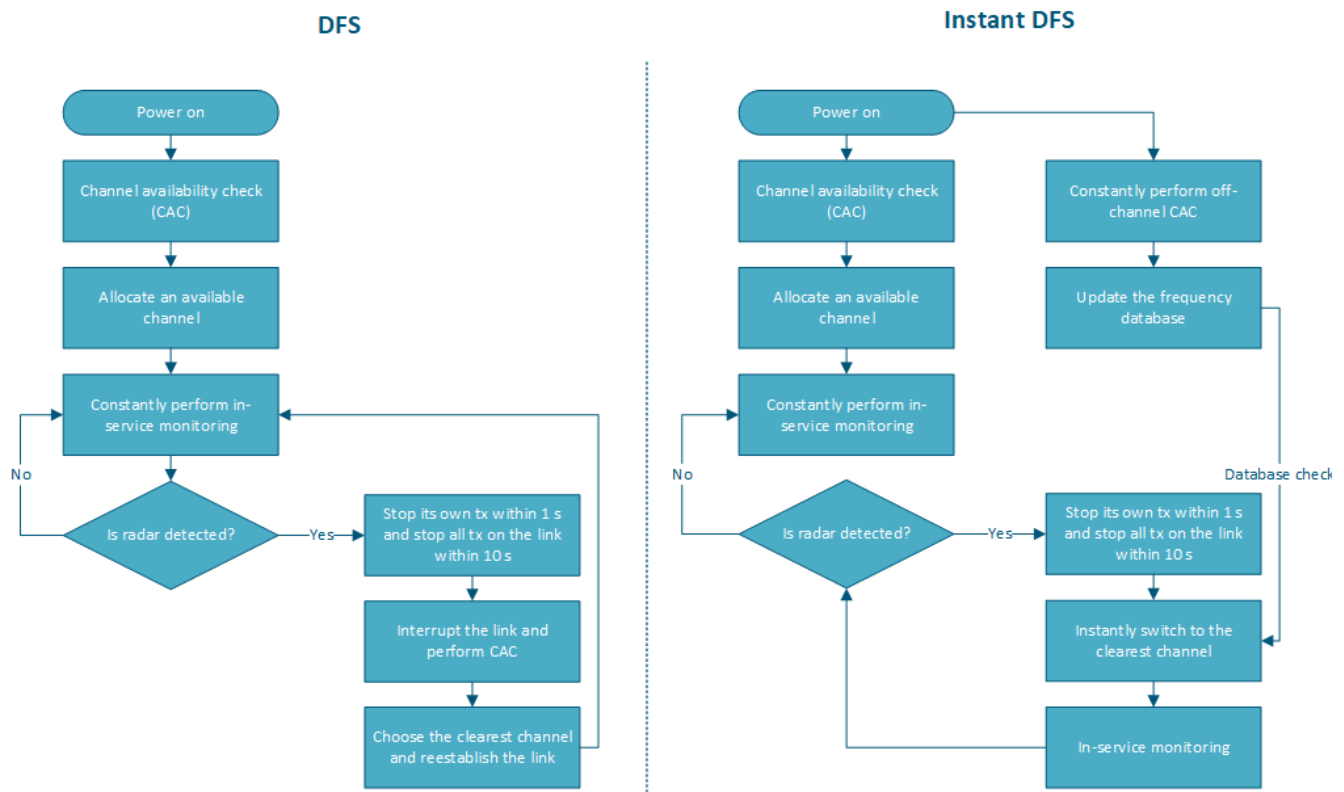 DFS
Power on
Channel availability check
(CAC)
Allocate an available
channel
Constantly perform in-
service monitoring
No
Is radar detected?
Yes
Stop its own tx within 1 s
and stop all tx on the link
within 10 s
Interrupt the link and
perform CAC
Choose the clearest channel
and reestablish the link
Instant DFS
Power on
Channel availability check
(CAC)
Constantly perform off-
channel CAC
Allocate an available
channel
Update the frequency
database
Constantly perform in-
service monitoring
No
Database check
Is radar detected?
Yes
Stop its own tx within 1 s
and stop all tx on the link
within 10 s
Instantly switch to the
clearest channel
In-service monitoring